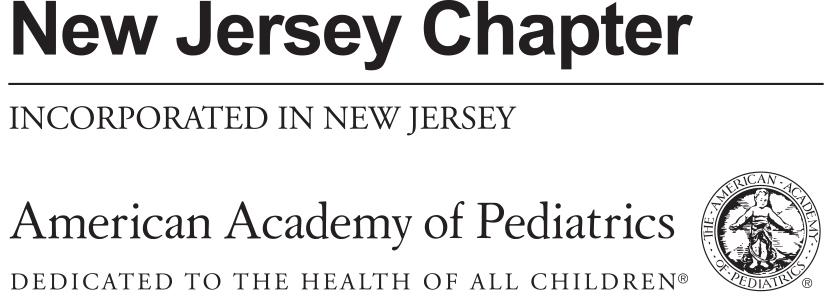 New Jersey Chapter
INCORPORATED IN NEW JERSEY
American Academy of Pediatrics
DEDICATED TO THE HEALTH OF ALL CHILDREN®
·THE·AMERICAN·ACADEMY·
OF·PEDIATRICS·
®